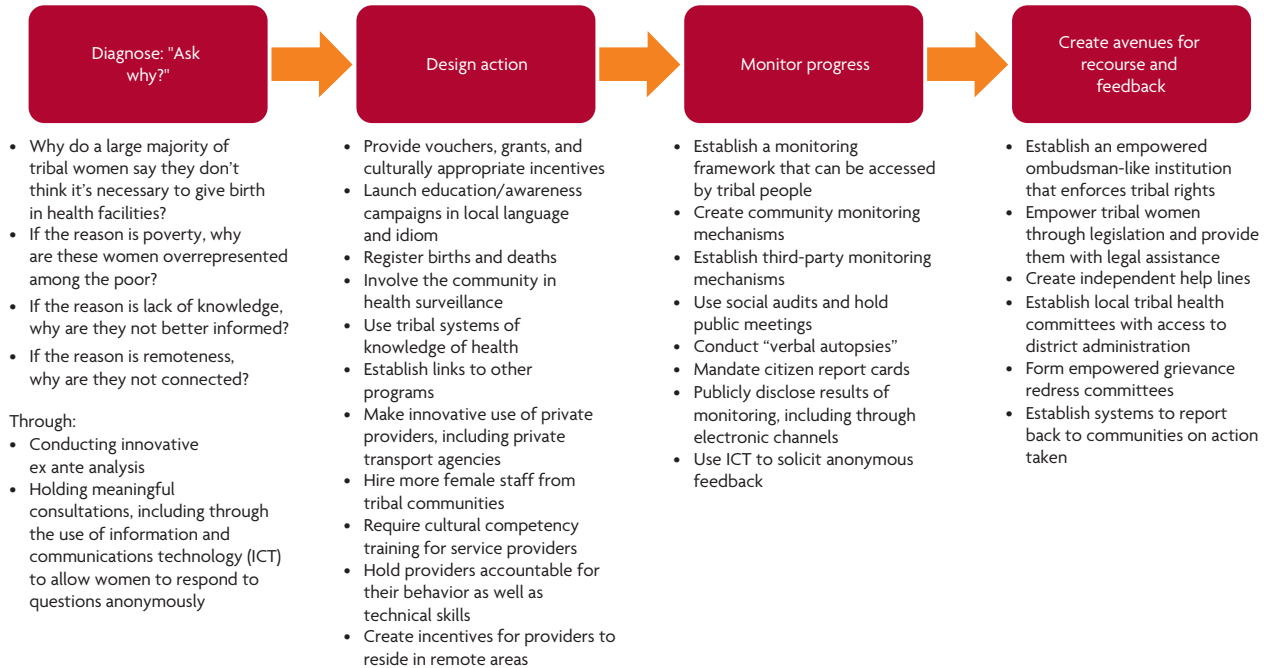 Diagnose: "Ask
why?"
Design action
Monitor progress
Create avenues for
recourse and
feedback
• Why do a large majority of
tribal women say they don’t
think it’s necessary to give birth
in health facilities?
• If the reason is poverty, why
are these women overrepresented
among the poor?
• If the reason is lack of knowledge,
why are they not better informed?
• If the reason is remoteness,
why are they not connected?
Through:
• Conducting innovative
ex ante analysis
• Holding meaningful
consultations, including through
the use of information and
communications technology (ICT)
to allow women to respond to
questions anonymously
• Provide vouchers, grants, and
culturally appropriate incentives
• Launch education/awareness
campaigns in local language
and idiom
• Register births and deaths
• Involve the community in
health surveillance
• Use tribal systems of
knowledge of health
• Establish links to other
programs
• Make innovative use of private
providers, including private
transport agencies
• Hire more female staff from
tribal communities
• Require cultural competency
training for service providers
• Hold providers accountable for
their behavior as well as
technical skills
• Create incentives for providers to
reside in remote areas
• Establish a monitoring
framework that can be accessed
by tribal people
• Create community monitoring
mechanisms
• Establish third-party monitoring
mechanisms
• Use social audits and hold
public meetings
• Conduct “verbal autopsies”
• Mandate citizen report cards
• Publicly disclose results of
monitoring, including through
electronic channels
• Use ICT to solicit anonymous
feedback
• Establish an empowered
ombudsman-like institution
that enforces tribal rights
• Empower tribal women
through legislation and provide
them with legal assistance
• Create independent help lines
• Establish local tribal health
committees with access to
district administration
• Form empowered grievance
redress committees
• Establish systems to report
back to communities on action
taken